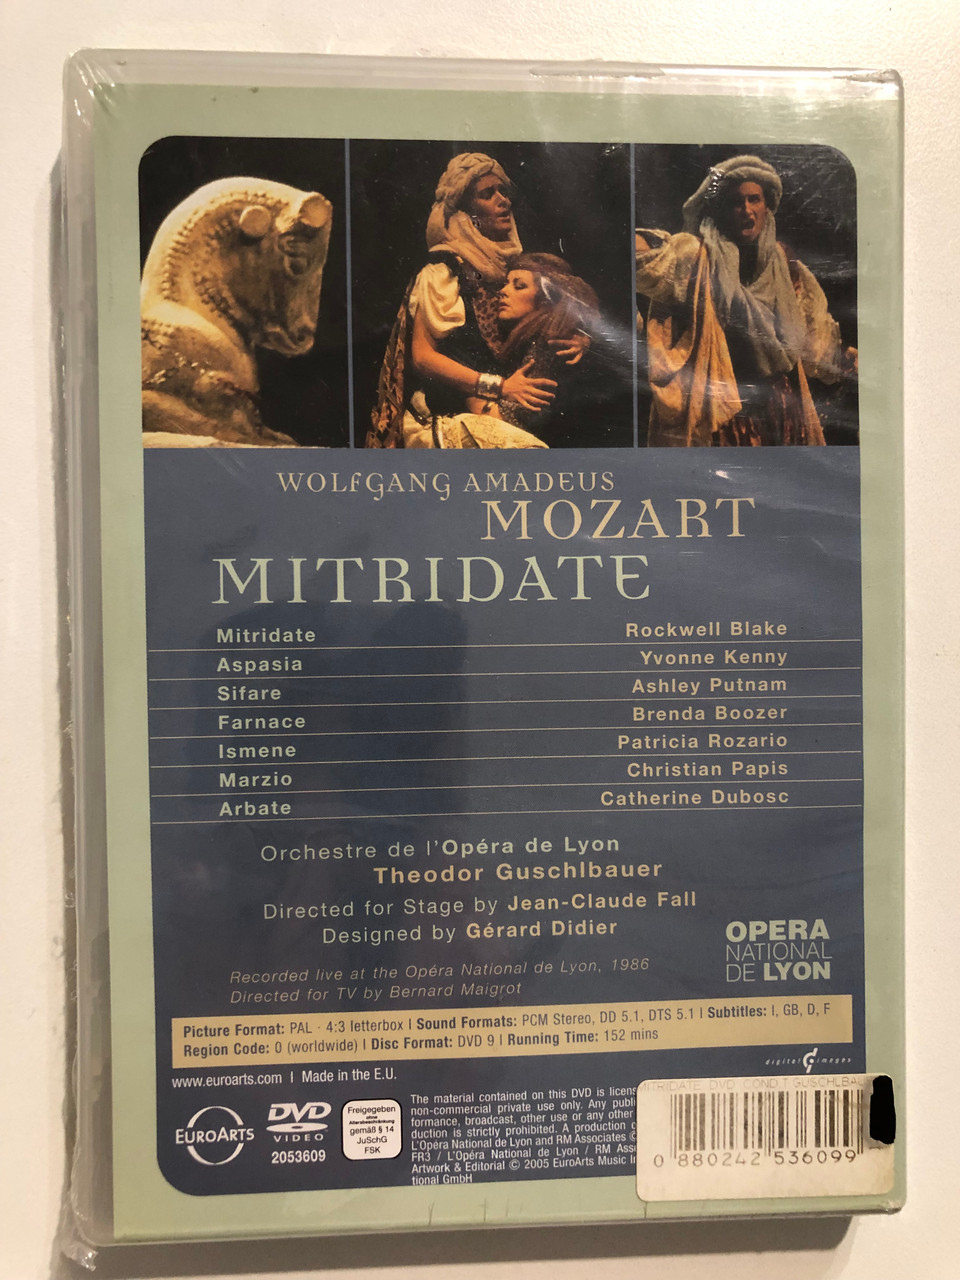 WOLFGANG AMADEUS
MOZART
MITRIDATE
Mitridate Rockwell Blake
Aspasia Yvonne Kenny
Sifare Ashley Putnam
Farnace Brenda Boozer
Ismene Patricia Rozario
Marzio Christian Papis
Arbate Catherine Dubosc
Orchestre de l'Opéra de Lyon
Theodor Guschlbauer
Directed for Stage by Jean-Claude Fall
Designed by Gérard Didier
OPERA
NATIONAL
DE LYON
Recorded live at the Opéra National de Lyon, 1986
Directed for TV by Bernard Maigrot
Picture Format: PAL · 4:3 letterbox I Sound Formats: PCM Stereo, DD 5.1, DTS 5.1 I Subtitles: I, GB, D, F
Region Code: 0 (worldwide) I Disc Format: DVD 9 I Running Time: 152 mins
digital images
www.euroarts.com I Made in the E.U.
EUROARTS
DVD
VIDEO
2053609
Freigegeben
ohne
Altersbeschränkung
gemäß § 14
JuSchG
FSK
The material contained on this DVD is licens
non-commercial private use only. Any publ
formance, broadcast, other use or any other
duction is strictly prohibited. A production o
L'Opéra National de Lyon and RM Associates ©
FR3 / L'Opéra National de Lyon / RM Asso
Artwork & Editorial © 2005 EuroArts Music In
tional GmbH
MITRIDATE DVD COND T GUSCHLBAU
0 880242 536099